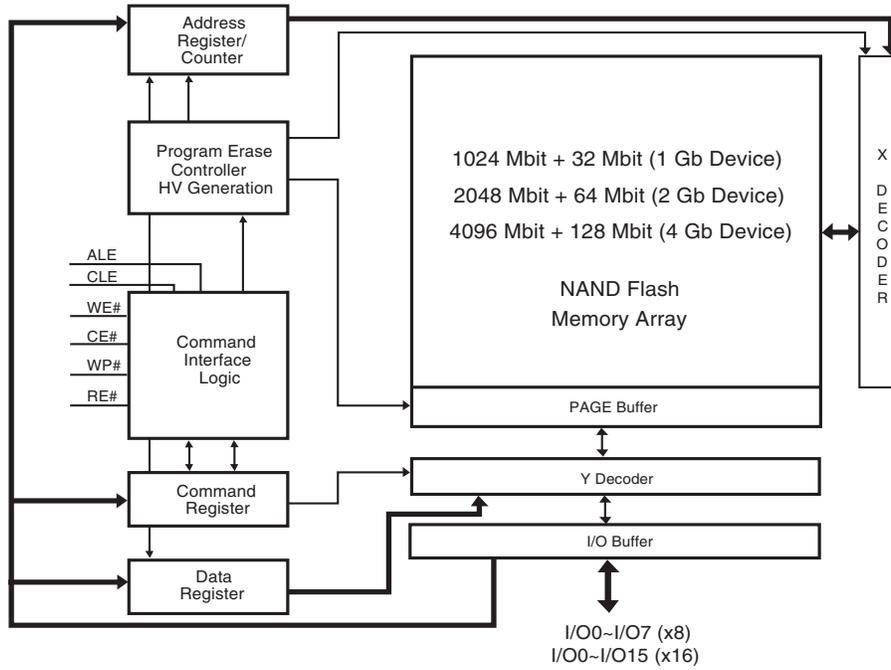 Address
Register/
Counter
Program Erase
Controller
HV Generation
ALE
CLE
WE#
CE#
WP#
RE#
Command
Interface
Logic
Command
Register
Data
Register
1024 Mbit + 32 Mbit (1 Gb Device)
2048 Mbit + 64 Mbit (2 Gb Device)
4096 Mbit + 128 Mbit (4 Gb Device)
NAND Flash
Memory Array
PAGE Buffer
Y Decoder
I/O Buffer
I/O0~I/O7 (x8)
I/O0~I/O15 (x16)
X
D
E
C
O
D
E
R